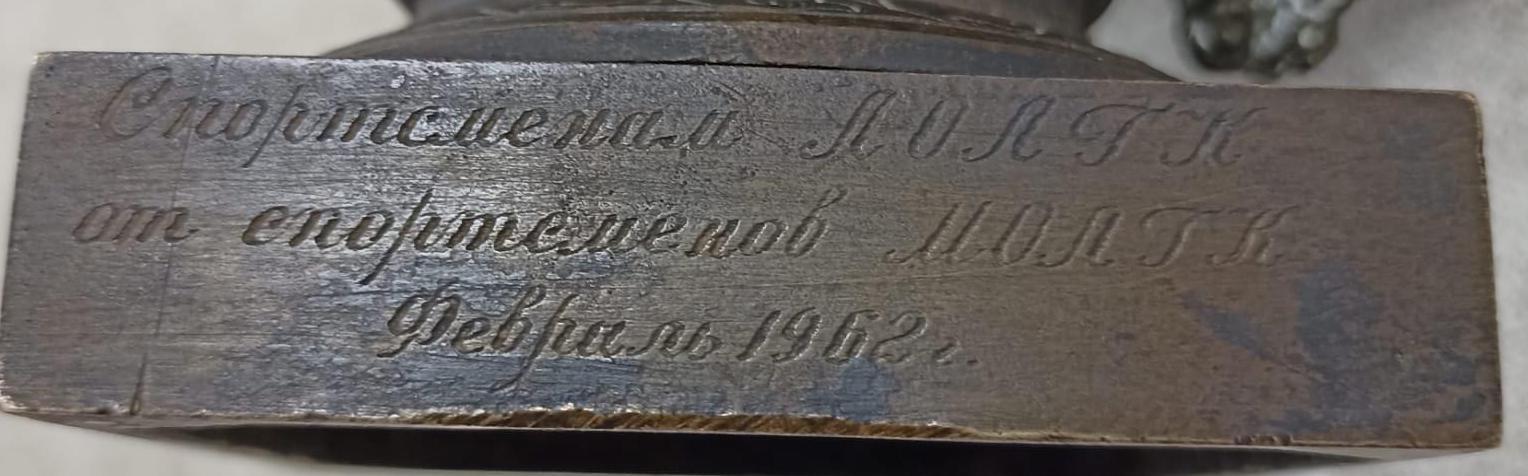 Спортсменам ЛОЛГК
от спортсменов МОЛГК
Февраль 1962г.